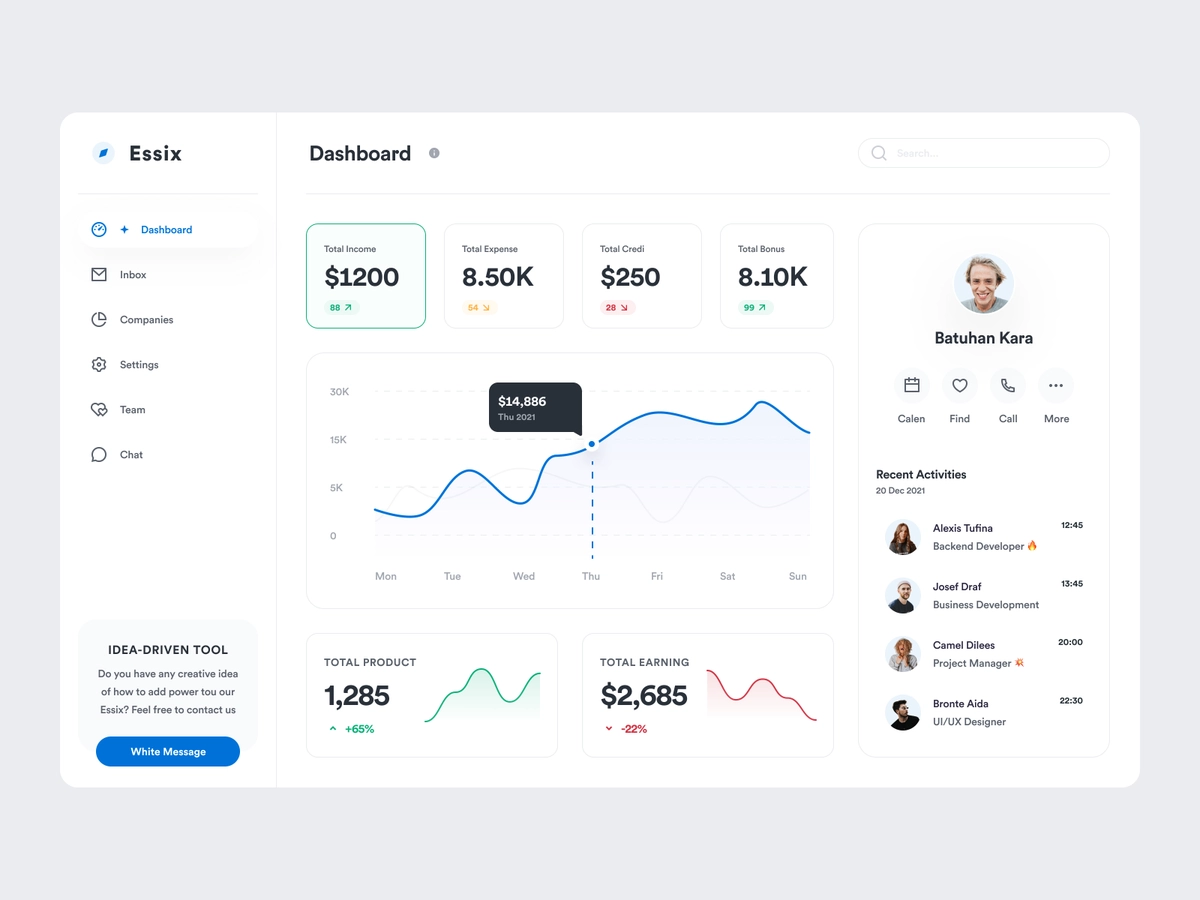 Essix
Dashboard
Inbox
Companies
Settings
Team
Chat
IDEA-DRIVEN TOOL
Do you have any creative idea
of how to add power tou our
Essix? Feel free to contact us
White Message
Dashboard
Search...
Total Income
$1200
88
Total Expense
8.50K
54
Total Credi
$250
28
Total Bonus
8.10K
99
30K
15K
5K
0
$14,886
Thu 2021
Mon Tue Wed Thu Fri Sat Sun
TOTAL PRODUCT
1,285
+65%
TOTAL EARNING
$2,685
-22%
Batuhan Kara
Calen Find Call More
Recent Activities
20 Dec 2021
Alexis Tufina 12:45
Backend Developer 🔥
Josef Draf 13:45
Business Development
Camel Dilees 20:00
Project Manager 💥
Bronte Aida 22:30
UI/UX Designer